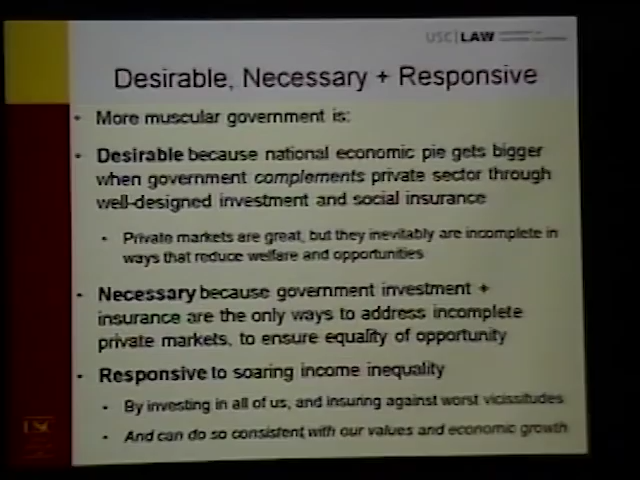 USC LAW
Desirable, Necessary + Responsive
• More muscular government is:
• Desirable because national economic pie gets bigger
when government complements private sector through
well-designed investment and social insurance
• Private markets are great, but they inevitably are incomplete in
ways that reduce welfare and opportunities
• Necessary because government investment +
insurance are the only ways to address incomplete
private markets, to ensure equality of opportunity
• Responsive to soaring income inequality
• By investing in all of us, and insuring against worst vicissitudes
• And can do so consistent with our values and economic growth
USC